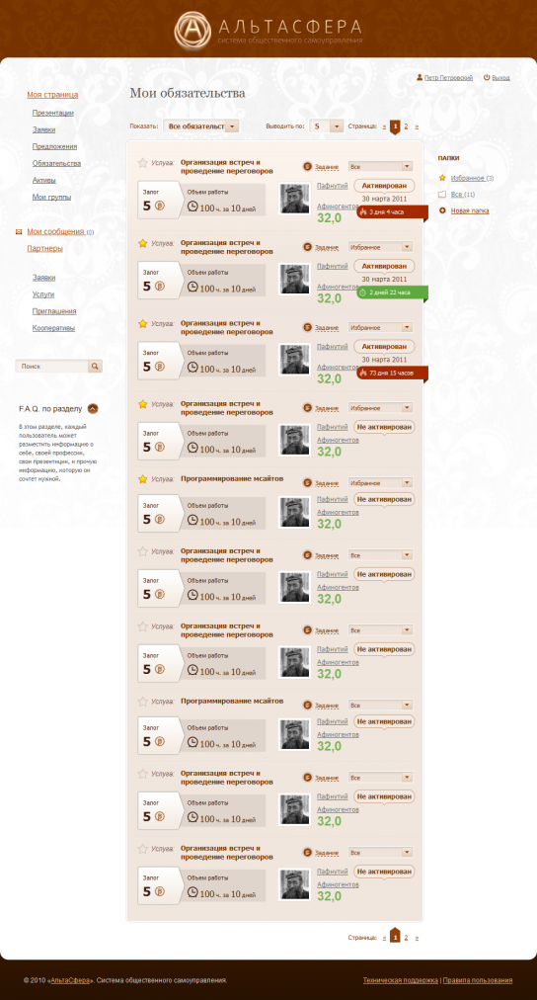 АЛЬТАСФЕРА
система общественного самоуправления
Петр Петровский Выход
Моя страница
Презентации
Заявки
Предложения
Обязательства
Активы
Мои группы
Мои сообщения (0)
Партнеры
Заявки
Услуги
Приглашения
Кооперативы
Поиск
F.A.Q. по разделу
В этом разделе, каждый
пользователь может
разместить информацию о
себе, своей профессии,
свои презентации, и прочую
информацию, которую он
сочтет нужной.
Мои обязательства
Показать: Все обязательст Выводить по: 5 Страница: « 1 2 »
Услуга: Организация встреч и
проведение переговоров
Задание Все
Залог
5
Объем работы
100 ч. за 10 дней
Пафнутий
Афиногентов
32,0
Активирован
30 марта 2011
3 дня 4 часа
Услуга: Организация встреч и
проведение переговоров
Задание Избранное
Залог
5
Объем работы
100 ч. за 10 дней
Пафнутий
Афиногентов
32,0
Активирован
30 марта 2011
2 дней 22 часа
Услуга: Организация встреч и
проведение переговоров
Задание Избранное
Залог
5
Объем работы
100 ч. за 10 дней
Пафнутий
Афиногентов
32,0
Активирован
30 марта 2011
73 дня 15 часов
Услуга: Организация встреч и
проведение переговоров
Задание Избранное
Залог
5
Объем работы
100 ч. за 10 дней
Пафнутий
Афиногентов
32,0
Не активирован
Услуга: Программирование мсайтов
Задание Избранное
Залог
5
Объем работы
100 ч. за 10 дней
Пафнутий
Афиногентов
32,0
Не активирован
Услуга: Организация встреч и
проведение переговоров
Задание Все
Залог
5
Объем работы
100 ч. за 10 дней
Пафнутий
Афиногентов
32,0
Не активирован
Услуга: Организация встреч и
проведение переговоров
Задание Все
Залог
5
Объем работы
100 ч. за 10 дней
Пафнутий
Афиногентов
32,0
Не активирован
Услуга: Программирование мсайтов
Задание Все
Залог
5
Объем работы
100 ч. за 10 дней
Пафнутий
Афиногентов
32,0
Не активирован
Услуга: Организация встреч и
проведение переговоров
Задание Все
Залог
5
Объем работы
100 ч. за 10 дней
Пафнутий
Афиногентов
32,0
Не активирован
Услуга: Организация встреч и
проведение переговоров
Задание Все
Залог
5
Объем работы
100 ч. за 10 дней
Пафнутий
Афиногентов
32,0
Не активирован
Страница: « 1 2 »
ПАПКИ
Избранное (3)
Все (11)
Новая папка
© 2010 «АльтаСфера». Система общественного самоуправления.
Техническая поддержка | Правила пользования